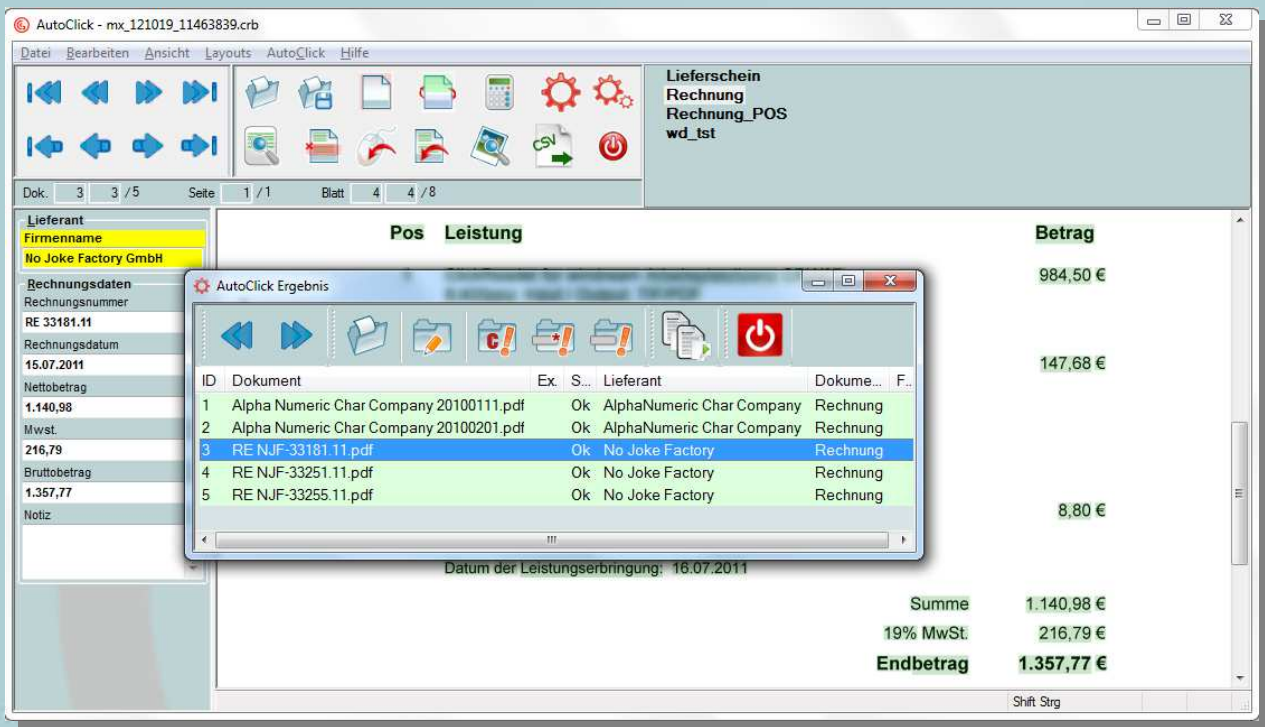 AutoClick - mx_121019_11463839.crb
Datei Bearbeiten Ansicht Layouts AutoClick Hilfe
CSV
Lieferschein
Rechnung
Rechnung_POS
wd_tst
Dok. 3 3 /5 Seite 1 /1 Blatt 4 4 /8
Lieferant
Firmenname
No Joke Factory GmbH
Rechnungsdaten
Rechnungsnummer
RE 33181.11
Rechnungsdatum
15.07.2011
Nettobetrag
1.140,98
Mwst.
216,79
Bruttobetrag
1.357,77
Notiz
Pos Leistung Betrag
984,50 €
147,68 €
8,80 €
AutoClick Ergebnis
C! *!
ID Dokument Ex. S... Lieferant Dokume... F..
1 Alpha Numeric Char Company 20100111.pdf Ok AlphaNumeric Char Company Rechnung
2 Alpha Numeric Char Company 20100201.pdf Ok AlphaNumeric Char Company Rechnung
3 RE NJF-33181.11.pdf Ok No Joke Factory Rechnung
4 RE NJF-33251.11.pdf Ok No Joke Factory Rechnung
5 RE NJF-33255.11.pdf Ok No Joke Factory Rechnung
Datum der Leistungserbringung: 16.07.2011
Summe 1.140,98 €
19% MwSt. 216,79 €
Endbetrag 1.357,77 €
Shift Strg